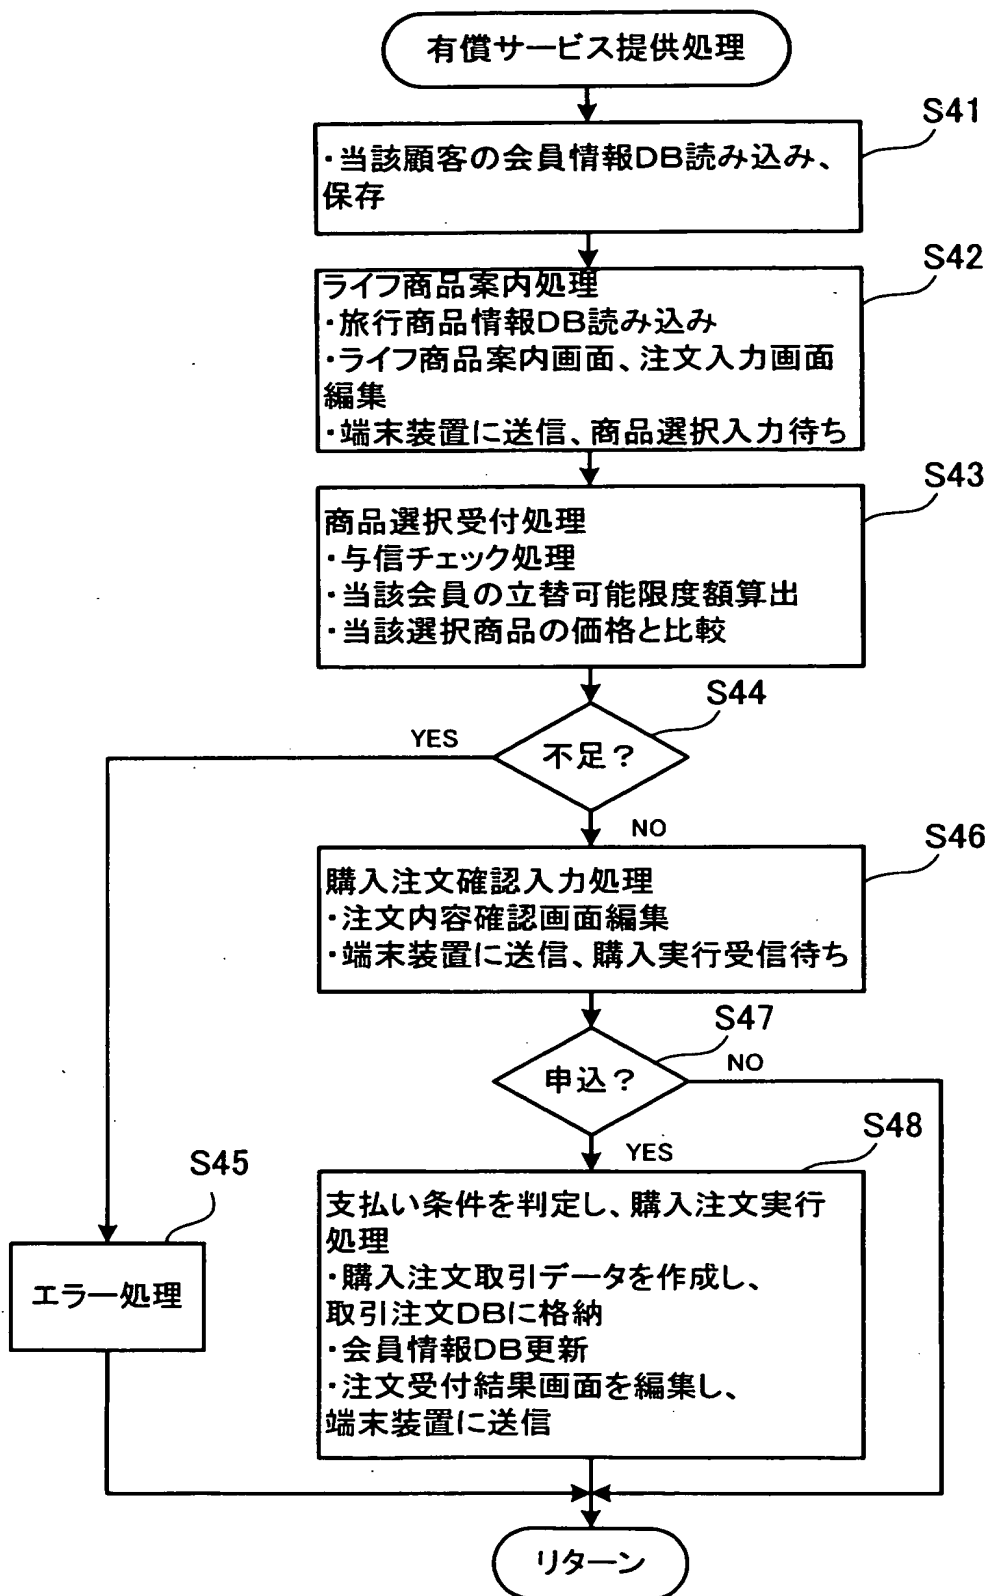 有償サービス提供処理
S41
・当該顧客の会員情報DB読み込み、
保存
S42
ライフ商品案内処理
・旅行商品情報DB読み込み
・ライフ商品案内画面、注文入力画面
編集
・端末装置に送信、商品選択入力待ち
S43
商品選択受付処理
・与信チェック処理
・当該会員の立替可能限度額算出
・当該選択商品の価格と比較
S44
YES
不足?
NO
S46
購入注文確認入力処理
・注文内容確認画面編集
・端末装置に送信、購入実行受信待ち
S47
申込?
NO
YES
S48
S45
支払い条件を判定し、購入注文実行
処理
・購入注文取引データを作成し、
取引注文DBに格納
・会員情報DB更新
・注文受付結果画面を編集し、
端末装置に送信
エラー処理
リターン